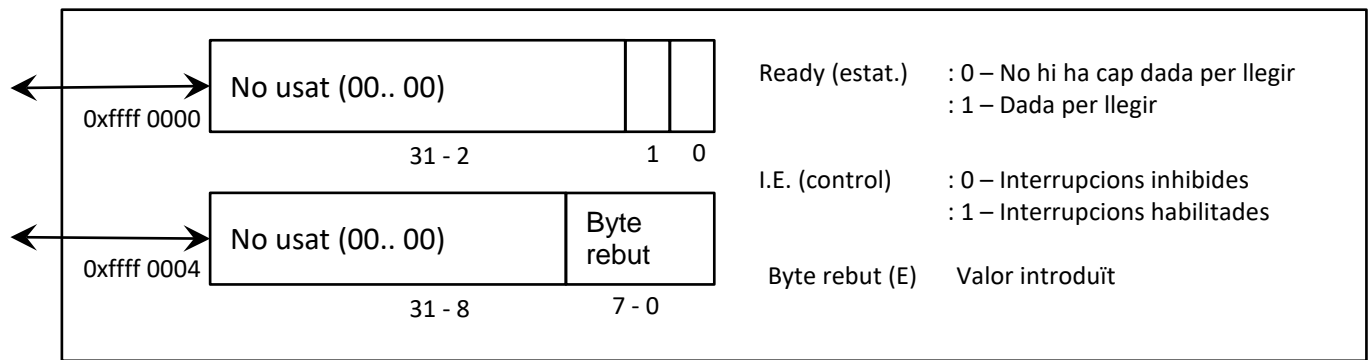 No usat (00.. 00)
0xffff 0000
31 - 2
1
0
No usat (00.. 00)
Byte
rebut
0xffff 0004
31 - 8
7 - 0
Ready (estat.) : 0 – No hi ha cap dada per llegir
: 1 – Dada per llegir
I.E. (control) : 0 – Interrupcions inhibides
: 1 – Interrupcions habilitades
Byte rebut (E) Valor introduït